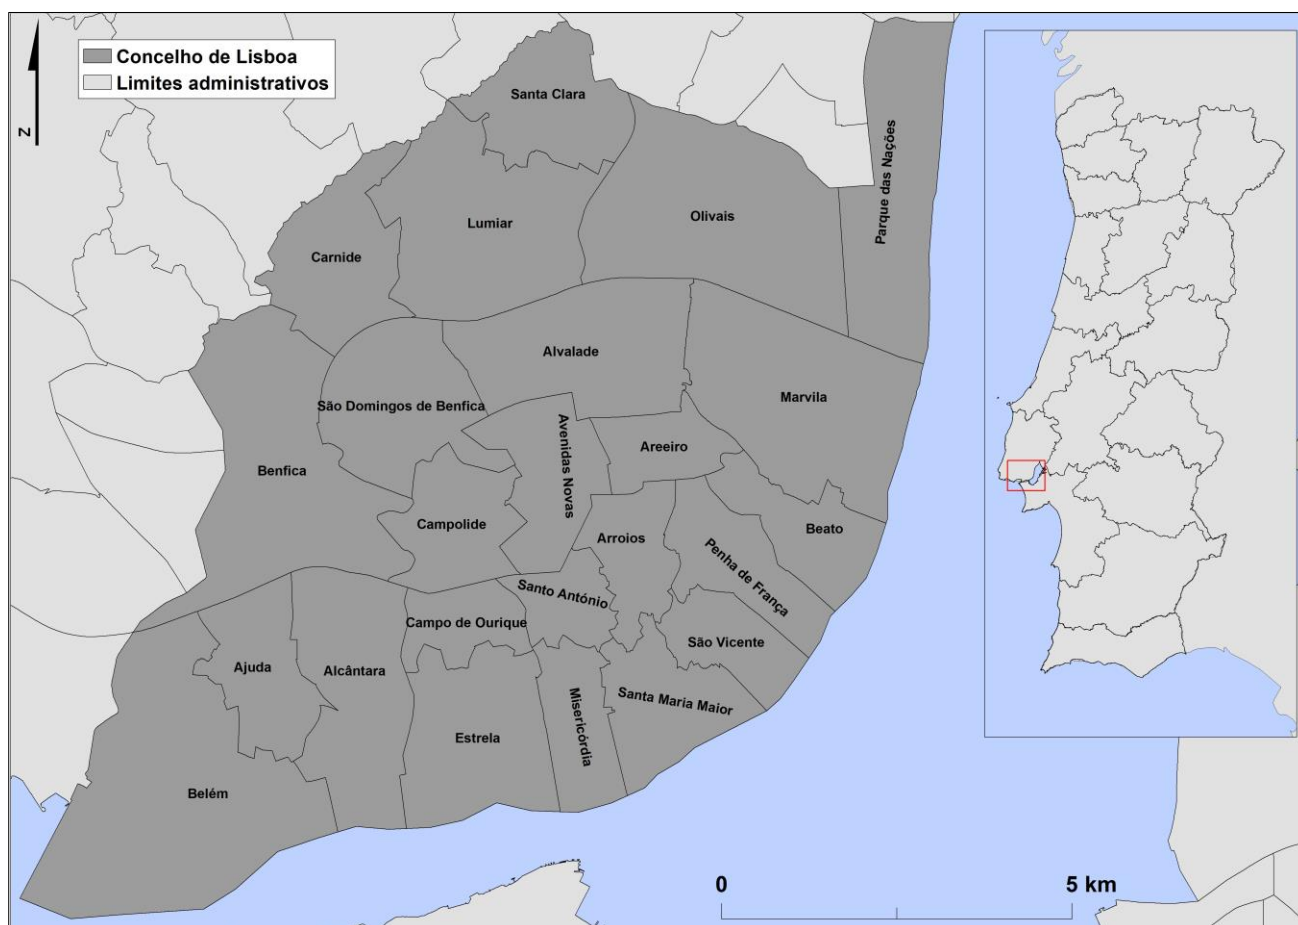 Concelho de Lisboa
Limites administrativos
N
Santa Clara
Parque das Nações
Olivais
Lumiar
Carnide
Alvalade
Marvila
São Domingos de Benfica
Avenidas Novas
Areeiro
Benfica
Campolide
Beato
Arroios
Penha de França
Santo António
Campo de Ourique
São Vicente
Ajuda
Alcântara
Santa Maria Maior
Misericórdia
Estrela
Belém
0 5 km